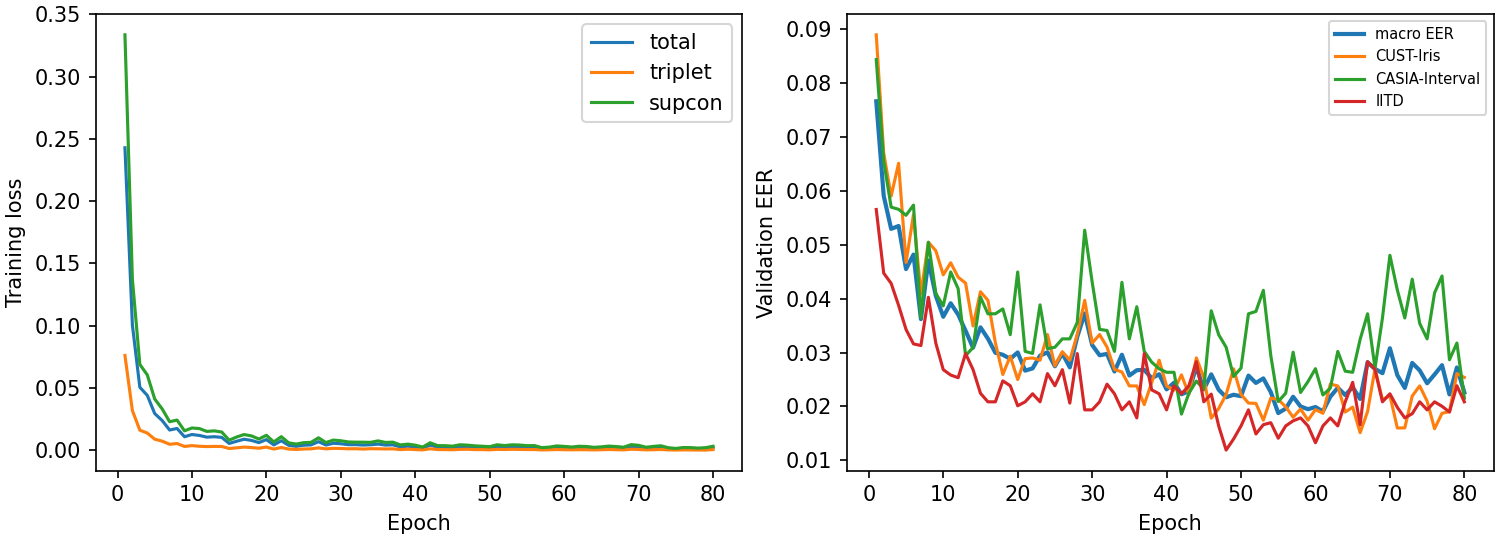 0.35
0.30
0.25
0.20
0.15
0.10
0.05
0.00
Training loss
0 10 20 30 40 50 60 70 80
Epoch
total
triplet
supcon
0.09
0.08
0.07
0.06
0.05
0.04
0.03
0.02
0.01
Validation EER
0 10 20 30 40 50 60 70 80
Epoch
macro EER
CUST-Iris
CASIA-Interval
IITD